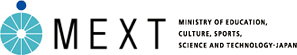 MEXT
MINISTRY OF EDUCATION,
CULTURE, SPORTS,
SCIENCE AND TECHNOLOGY-JAPAN